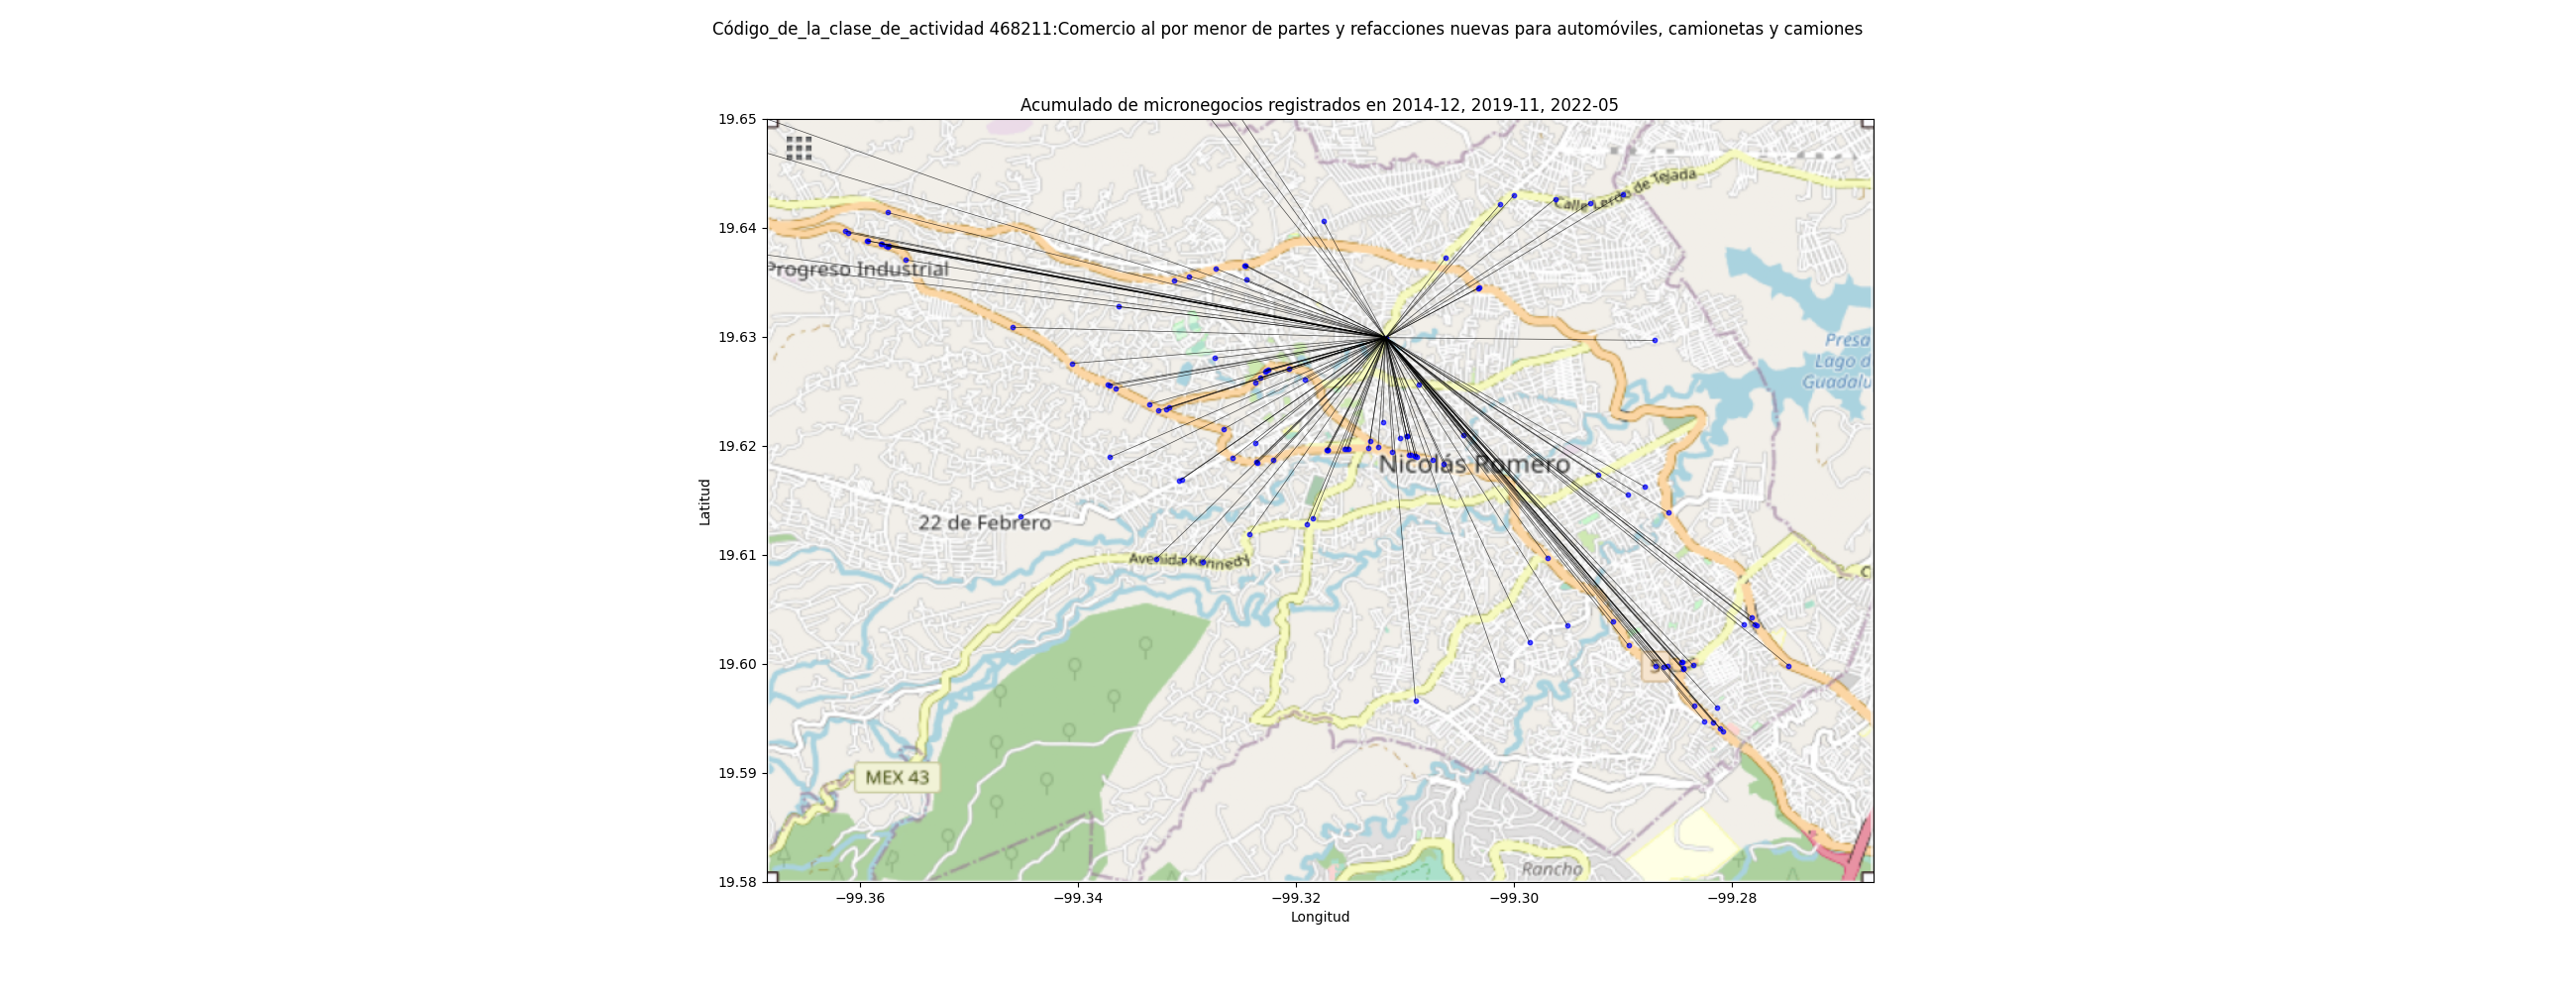 Código_de_la_clase_de_actividad 468211:Comercio al por menor de partes y refacciones nuevas para automóviles, camionetas y camiones
Acumulado de micronegocios registrados en 2014-12, 2019-11, 2022-05
19.65
19.64
19.63
19.62
19.61
19.60
19.59
19.58
Latitud
Calle Lerdo de Tejada
Progreso Industrial
Presa
Lago d
Guadalu
Nicolás Romero
22 de Febrero
Avenida Kennedy
MEX 43
Rancho
−99.36
−99.34
−99.32
−99.30
−99.28
Longitud